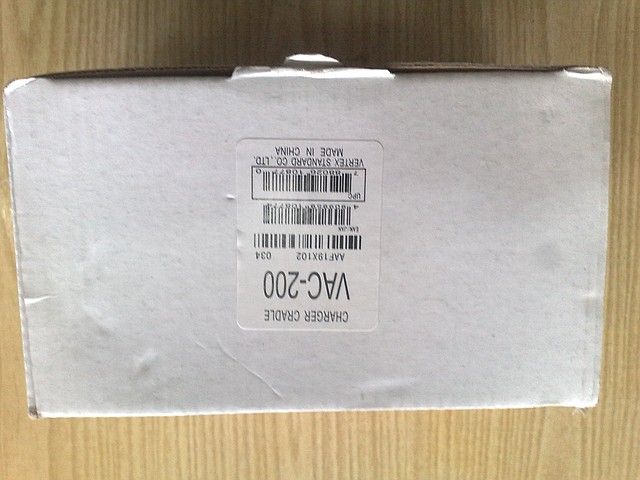 CHARGER CRADLE
VAC-200
AAF19X102 034
EAN/JAN
UPC
VERTEX STANDARD CO., LTD.
MADE IN CHINA